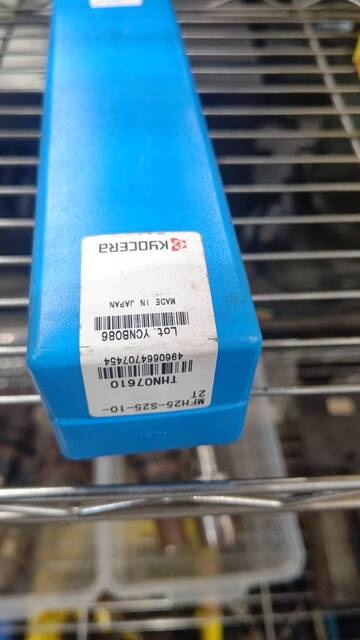 KYOCERA
MADE IN JAPAN
Lot. YCNB086
4960664707454
THN07610
MFH25-S25-10-
2T